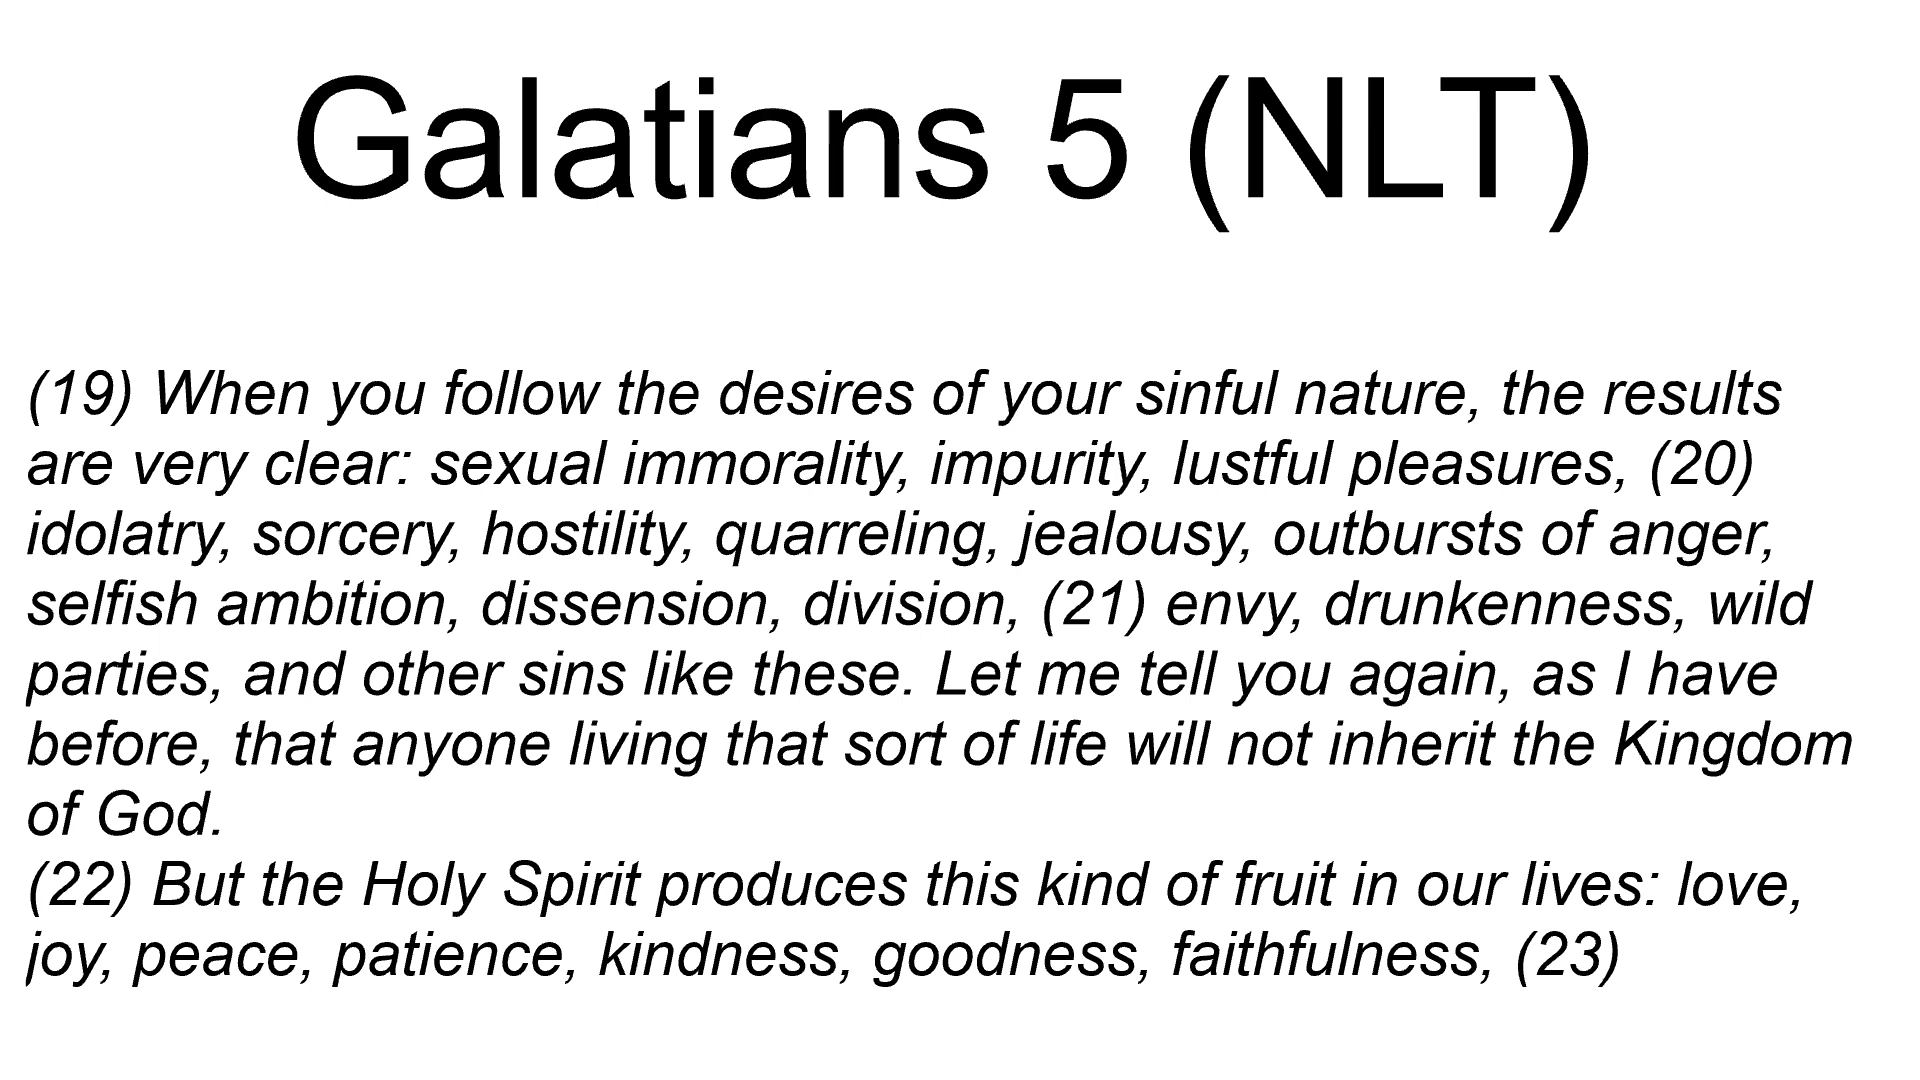 Galatians 5 (NLT)
(19) When you follow the desires of your sinful nature, the results
are very clear: sexual immorality, impurity, lustful pleasures, (20)
idolatry, sorcery, hostility, quarreling, jealousy, outbursts of anger,
selfish ambition, dissension, division, (21) envy, drunkenness, wild
parties, and other sins like these. Let me tell you again, as I have
before, that anyone living that sort of life will not inherit the Kingdom
of God.
(22) But the Holy Spirit produces this kind of fruit in our lives: love,
joy, peace, patience, kindness, goodness, faithfulness, (23)